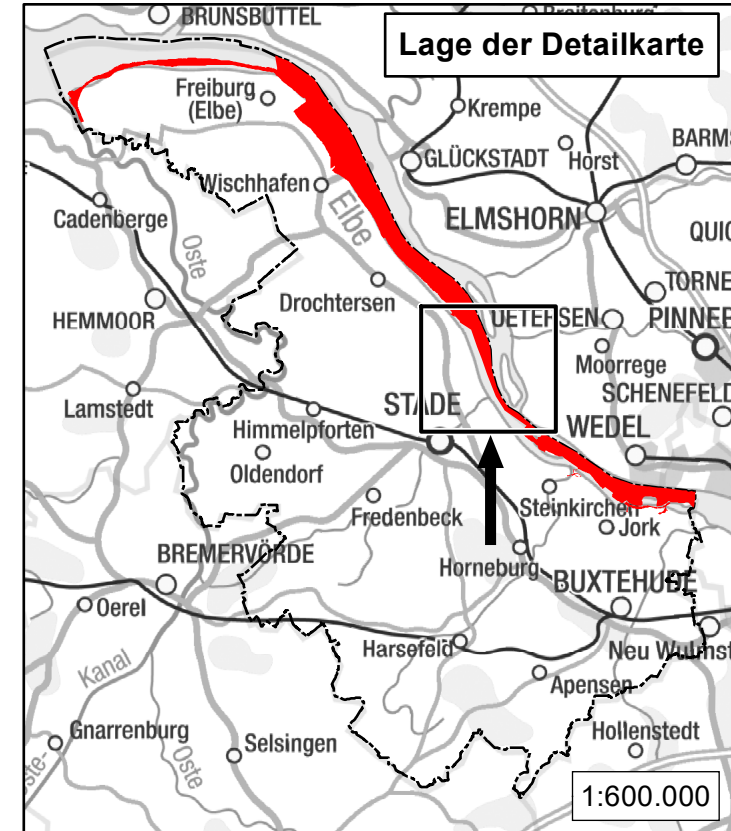 BRUNSBÜTTEL
Lage der Detailkarte
Freiburg
(Elbe)
Krempe
GLÜCKSTADT
Horst
BARMS
Wischhafen
Elbe
ELMSHORN
Cadenberge
Oste
QUIC
TORNE
Drochtersen
HEMMOOR
UETERSEN
PINNEB
Moorrege
SCHENEFELD
Lamstedt
STADE
WEDEL
Himmelpforten
Oldendorf
Steinkirchen
Fredenbeck
Jork
BREMERVÖRDE
Horneburg
BUXTEHUDE
Oerel
Harsefeld
Neu Wulmst
Kanal
Apensen
Gnarrenburg
Oste
Selsingen
Hollenstedt
1:600.000